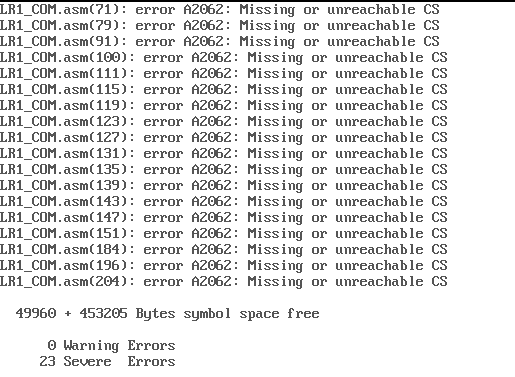 LR1_COM.asm(71): error A2062: Missing or unreachable CS
LR1_COM.asm(79): error A2062: Missing or unreachable CS
LR1_COM.asm(91): error A2062: Missing or unreachable CS
LR1_COM.asm(100): error A2062: Missing or unreachable CS
LR1_COM.asm(111): error A2062: Missing or unreachable CS
LR1_COM.asm(115): error A2062: Missing or unreachable CS
LR1_COM.asm(119): error A2062: Missing or unreachable CS
LR1_COM.asm(123): error A2062: Missing or unreachable CS
LR1_COM.asm(127): error A2062: Missing or unreachable CS
LR1_COM.asm(131): error A2062: Missing or unreachable CS
LR1_COM.asm(135): error A2062: Missing or unreachable CS
LR1_COM.asm(139): error A2062: Missing or unreachable CS
LR1_COM.asm(143): error A2062: Missing or unreachable CS
LR1_COM.asm(147): error A2062: Missing or unreachable CS
LR1_COM.asm(151): error A2062: Missing or unreachable CS
LR1_COM.asm(184): error A2062: Missing or unreachable CS
LR1_COM.asm(196): error A2062: Missing or unreachable CS
LR1_COM.asm(204): error A2062: Missing or unreachable CS
49960 + 453205 Bytes symbol space free
0 Warning Errors
23 Severe  Errors